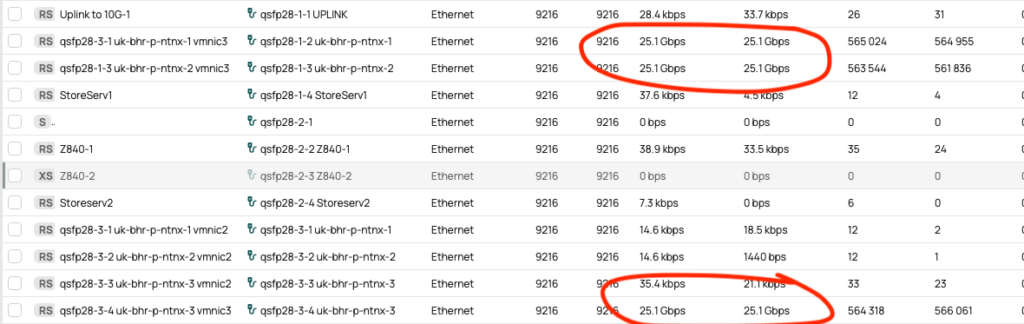 RS Uplink to 10G-1 qsfp28-1-1 UPLINK Ethernet 9216 9216 28.4 kbps 33.7 kbps 26 31
RS qsfp28-3-1 uk-bhr-p-ntnx-1 vmnic3 qsfp28-1-2 uk-bhr-p-ntnx-1 Ethernet 9216 9216 25.1 Gbps 25.1 Gbps 565 024 564 955
RS qsfp28-1-3 uk-bhr-p-ntnx-2 vmnic3 qsfp28-1-3 uk-bhr-p-ntnx-2 Ethernet 9216 9216 25.1 Gbps 25.1 Gbps 563 544 561 836
RS StoreServ1 qsfp28-1-4 StoreServ1 Ethernet 9216 9216 37.6 kbps 4.5 kbps 12 4
S .. qsfp28-2-1 Ethernet 9216 9216 0 bps 0 bps 0 0
RS Z840-1 qsfp28-2-2 Z840-1 Ethernet 9216 9216 38.9 kbps 33.5 kbps 35 24
XS Z840-2 qsfp28-2-3 Z840-2 Ethernet 9216 9216 0 bps 0 bps 0 0
RS Storeserv2 qsfp28-2-4 Storeserv2 Ethernet 9216 9216 7.3 kbps 0 bps 6 0
RS qsfp28-3-1 uk-bhr-p-ntnx-1 vmnic2 qsfp28-3-1 uk-bhr-p-ntnx-1 Ethernet 9216 9216 14.6 kbps 18.5 kbps 12 2
RS qsfp28-3-2 uk-bhr-p-ntnx-2 vmnic2 qsfp28-3-2 uk-bhr-p-ntnx-2 Ethernet 9216 9216 14.6 kbps 1440 bps 12 1
RS qsfp28-3-3 uk-bhr-p-ntnx-3 vmnic2 qsfp28-3-3 uk-bhr-p-ntnx-3 Ethernet 9216 9216 35.4 kbps 21.1 kbps 33 23
RS qsfp28-3-4 uk-bhr-p-ntnx-3 vmnic3 qsfp28-3-4 uk-bhr-p-ntnx-3 Ethernet 9216 9216 25.1 Gbps 25.1 Gbps 564 318 566 061